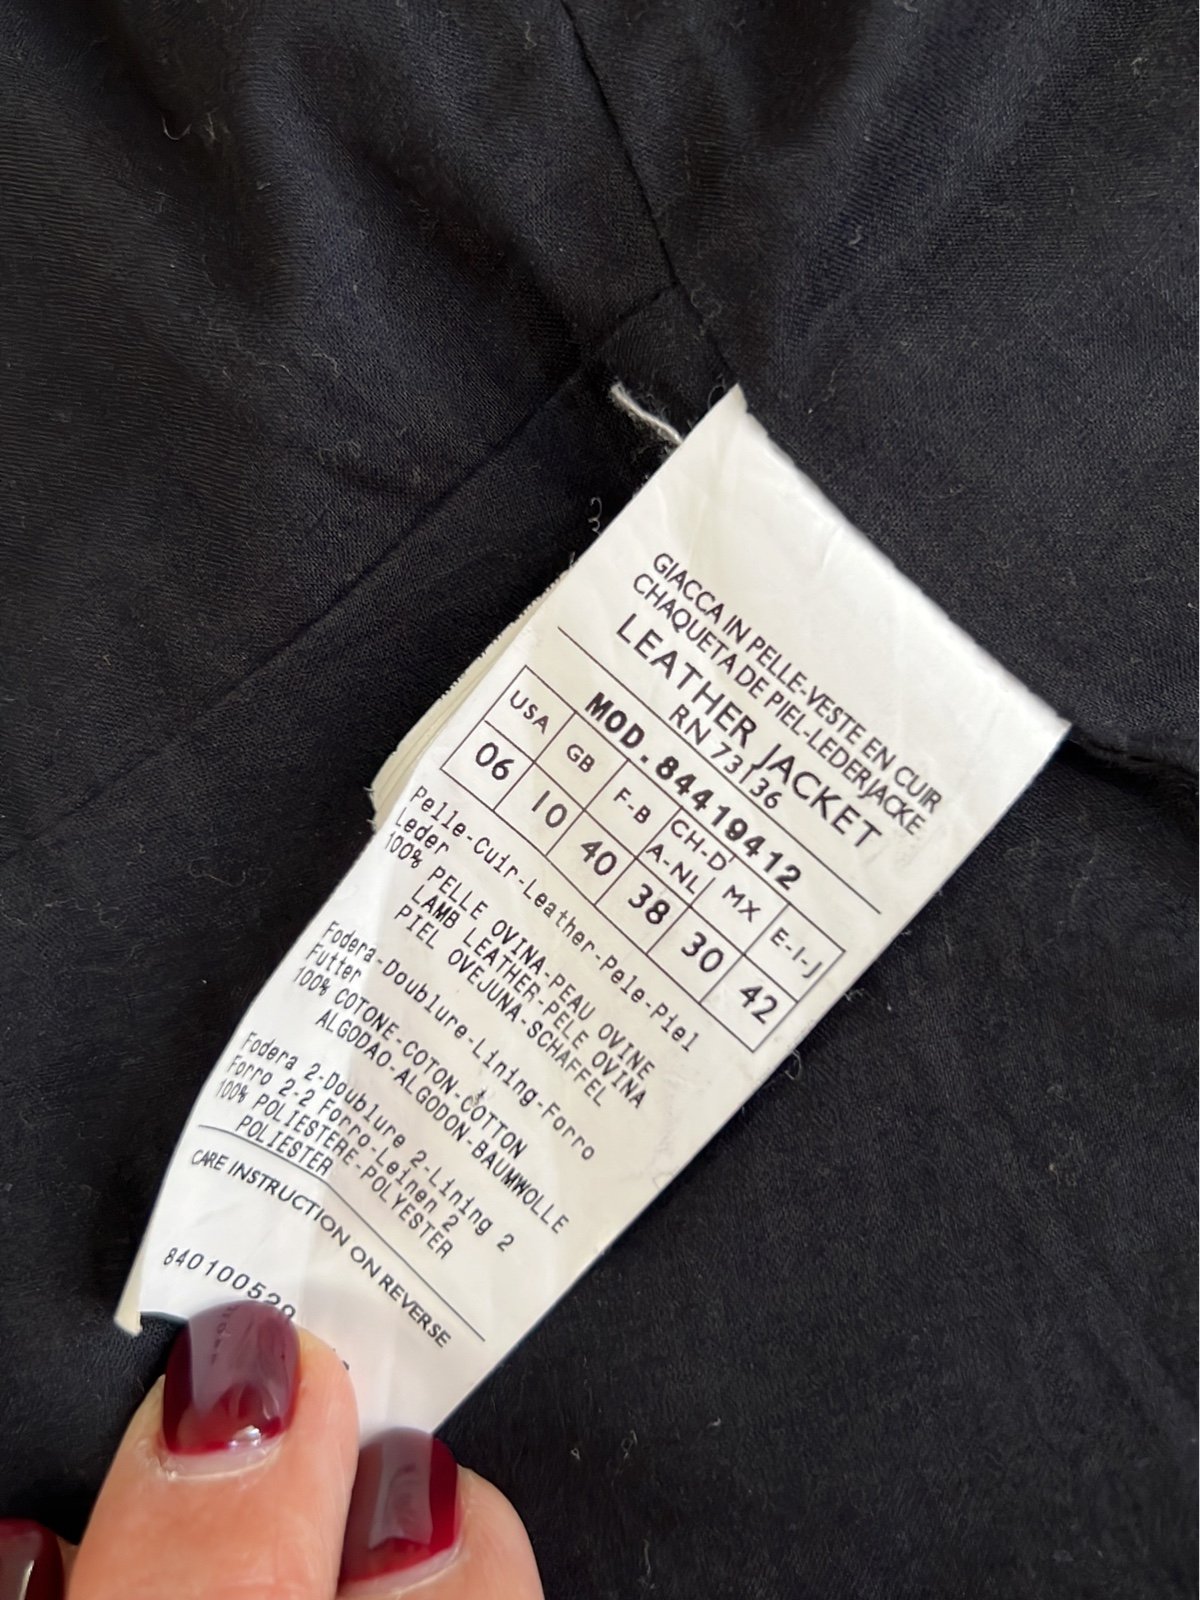 GIACCA IN PELLE-VESTE EN CUIR
CHAQUETA DE PIEL-LEDERJACKE
LEATHER JACKET
RN 73136
MOD.84419412
USA GB F-B CH-D A-NL MX E-I-J
06 10 40 38 30 42
Pelle-Cuir-Leather-Pele-Piel
Leder
100% PELLE OVINA-PEAU OVINE
LAMB LEATHER-PELE OVINA
PIEL OVEJUNA-SCHAFFEL
Fodera-Doublure-Lining-Forro
Futter
100% COTONE-COTON-COTTON
ALGODAO-ALGODON-BAUMWOLLE
Fodera 2-Doublure 2-Lining 2
Forro 2-2 Forro-Leinen 2
100% POLIESTERE-POLYESTER
POLIESTER
CARE INSTRUCTION ON REVERSE